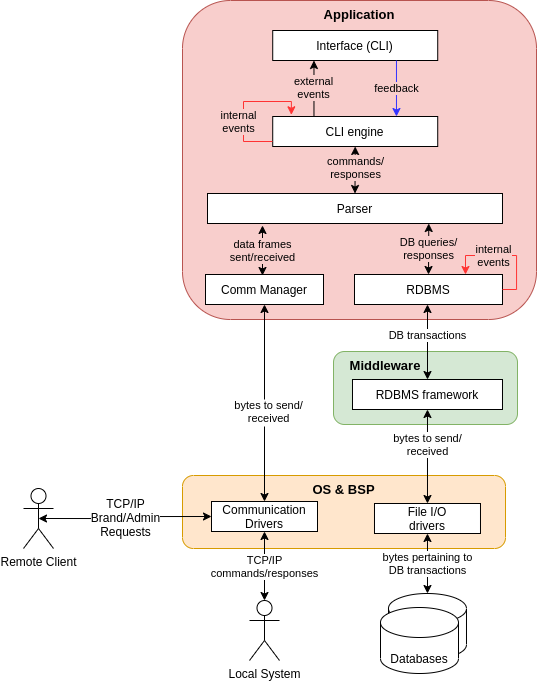 Application
Interface (CLI)
external
events
feedback
internal
events
CLI engine
commands/
responses
Parser
data frames
sent/received
DB queries/
responses
internal
events
Comm Manager
RDBMS
DB transactions
Middleware
RDBMS framework
bytes to send/
received
bytes to send/
received
OS & BSP
TCP/IP
Brand/Admin
Requests
Communication
Drivers
File I/O
drivers
Remote Client
TCP/IP
commands/responses
bytes pertaining to
DB transactions
Local System
Databases